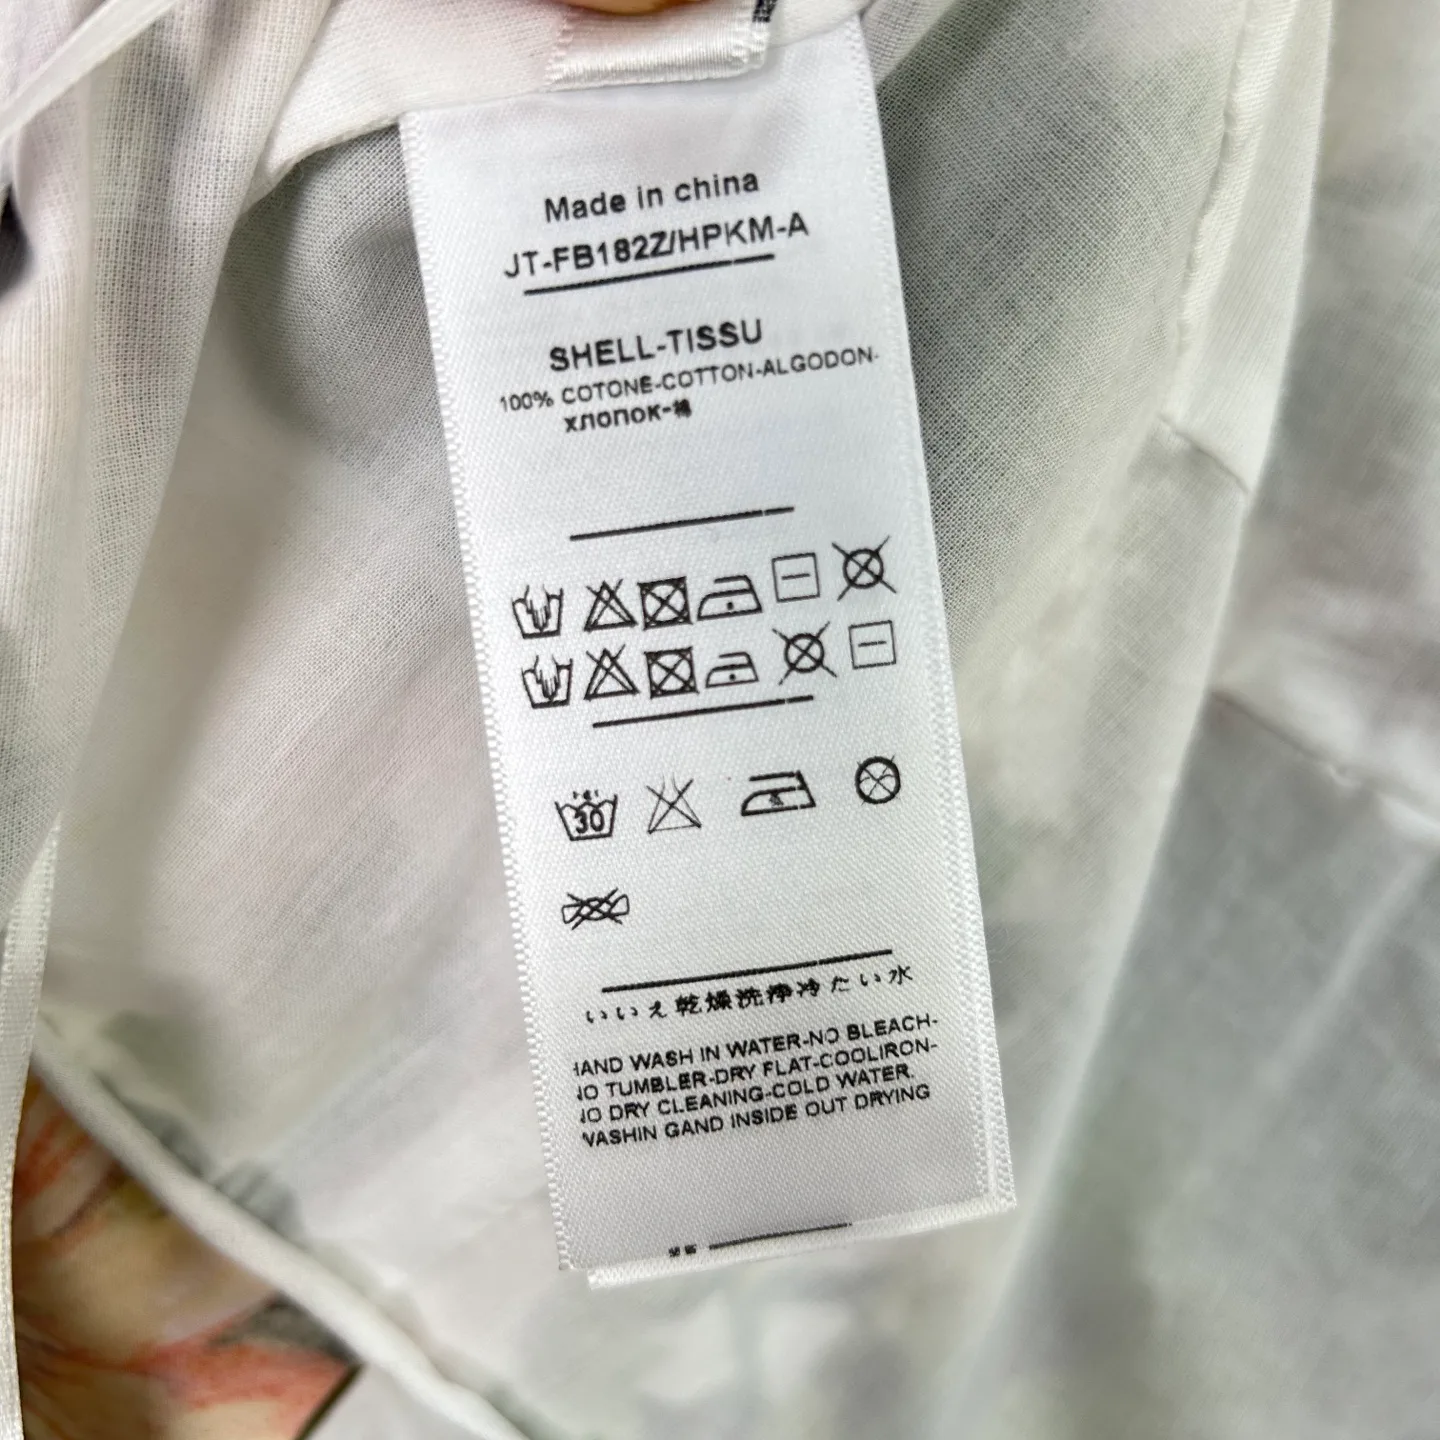 Made in china
JT-FB182Z/HPKM-A
SHELL-TISSU
100% COTONE-COTTON-ALGODON-
хлопок-棉
30
いいえ乾燥洗浄冷たい水
HAND WASH IN WATER-NO BLEACH-
NO TUMBLER-DRY FLAT-COOLIRON-
NO DRY CLEANING-COLD WATER.
WASHIN GAND INSIDE OUT DRYING